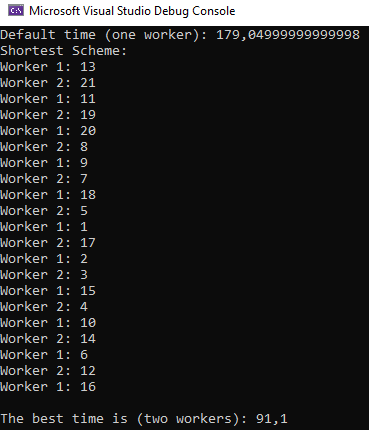 Microsoft Visual Studio Debug Console
Default time (one worker): 179,04999999999998
Shortest Scheme:
Worker 1: 13
Worker 2: 21
Worker 1: 11
Worker 2: 19
Worker 1: 20
Worker 2: 8
Worker 1: 9
Worker 2: 7
Worker 1: 18
Worker 2: 5
Worker 1: 1
Worker 2: 17
Worker 1: 2
Worker 2: 3
Worker 1: 15
Worker 2: 4
Worker 1: 10
Worker 2: 14
Worker 1: 6
Worker 2: 12
Worker 1: 16
The best time is (two workers): 91,1